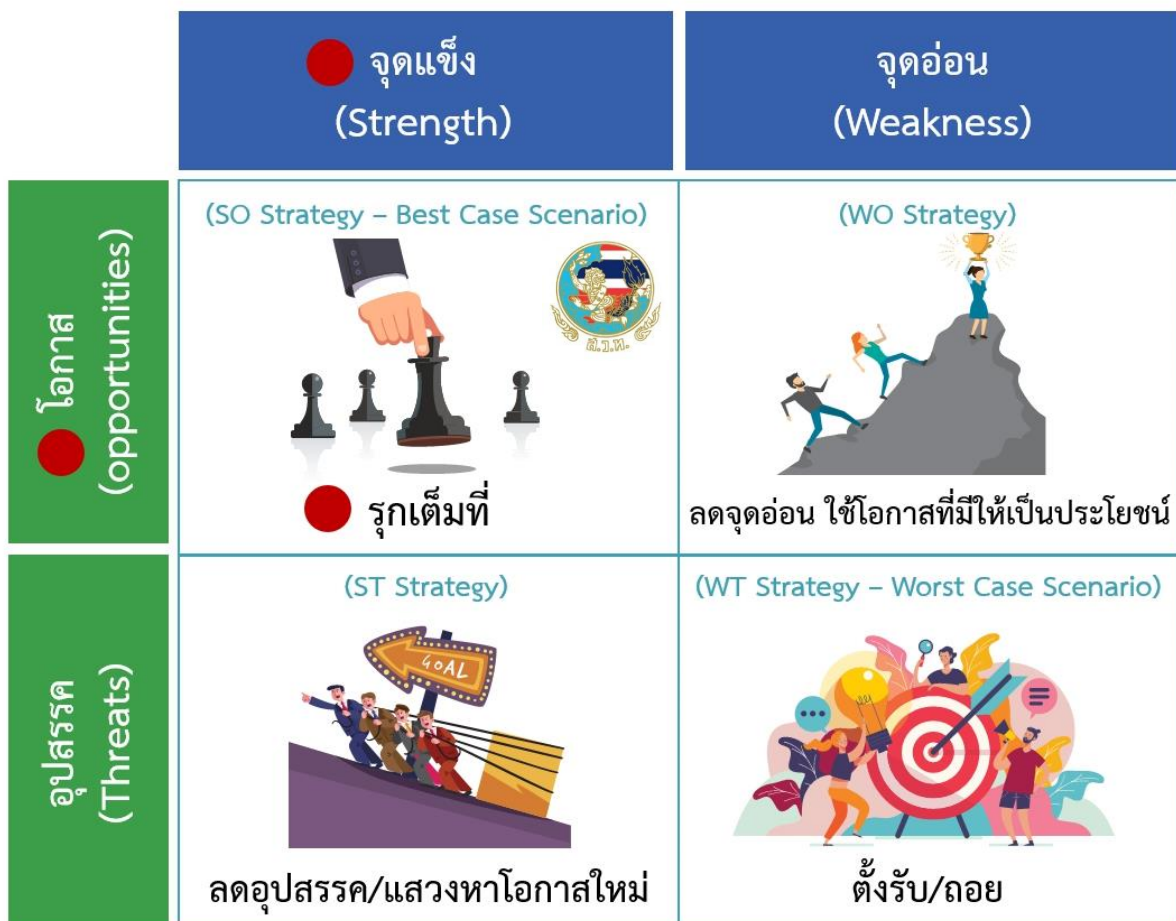 จุดแข็ง
(Strength)
จุดอ่อน
(Weakness)
โอกาส
(opportunities)
(SO Strategy – Best Case Scenario)
ส.ว.ท.
รุกเต็มที่
(WO Strategy)
ลดจุดอ่อน ใช้โอกาสที่มีให้เป็นประโยชน์
อุปสรรค
(Threats)
(ST Strategy)
GOAL
ลดอุปสรรค/แสวงหาโอกาสใหม่
(WT Strategy – Worst Case Scenario)
ตั้งรับ/ถอย